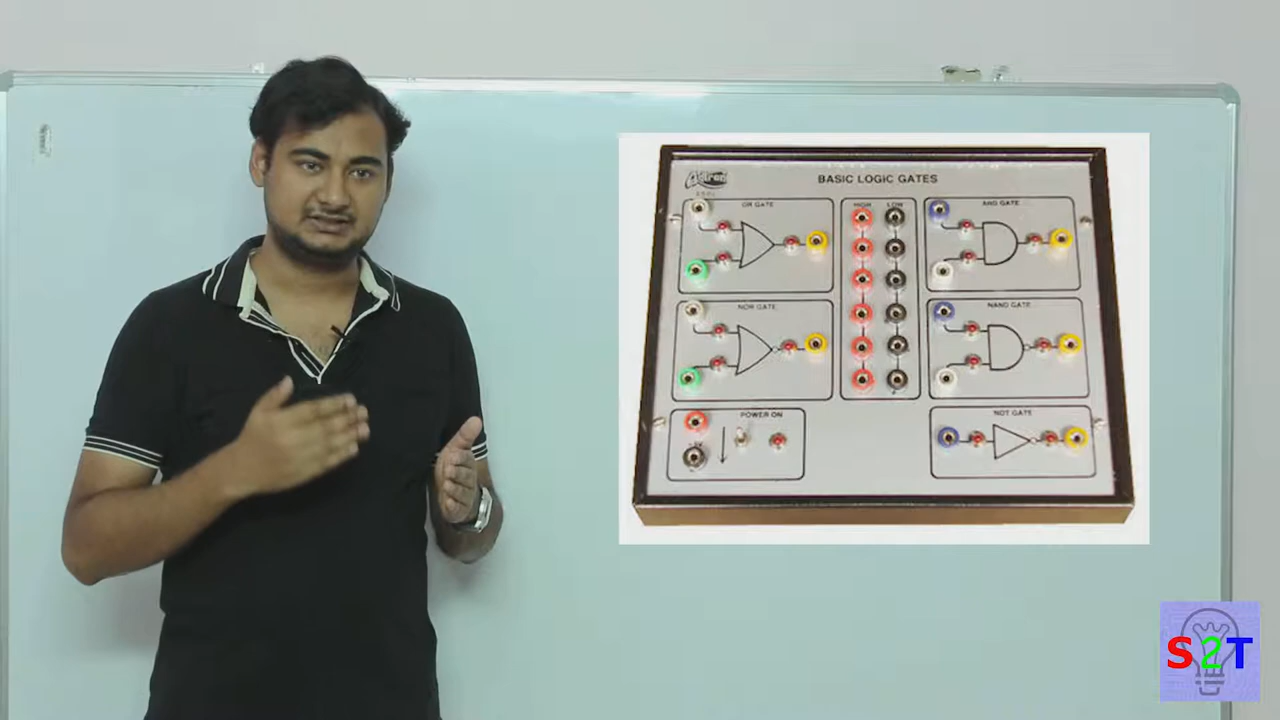 BASIC LOGIC GATES
OR GATE
HIGH
LOW
AND GATE
NOR GATE
NAND GATE
POWER ON
NOT GATE
S2T